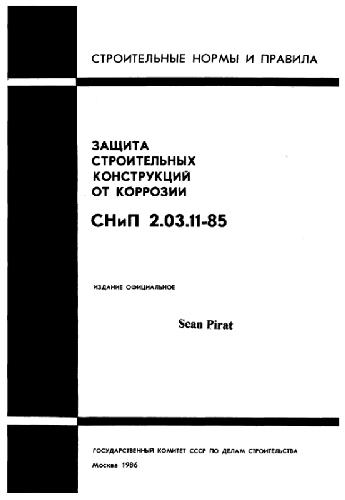 СТРОИТЕЛЬНЫЕ НОРМЫ И ПРАВИЛА
ЗАЩИТА
СТРОИТЕЛЬНЫХ
КОНСТРУКЦИЙ
ОТ КОРРОЗИИ
СНиП 2.03.11-85
ИЗДАНИЕ ОФИЦИАЛЬНОЕ
Scan Pirat
ГОСУДАРСТВЕННЫЙ КОМИТЕТ СССР ПО ДЕЛАМ СТРОИТЕЛЬСТВА
Москва 1986